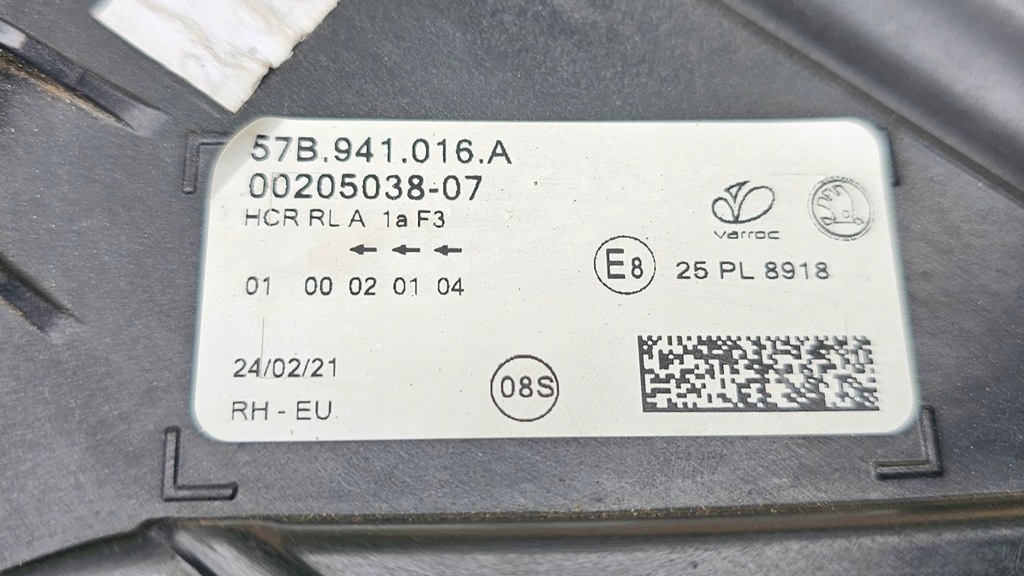 57B.941.016.A
00205038-07
HCR RL A 1a F3
← ← ←
01 00 02 01 04
varroc
E8 25 PL 8918
24/02/21
08S
RH - EU